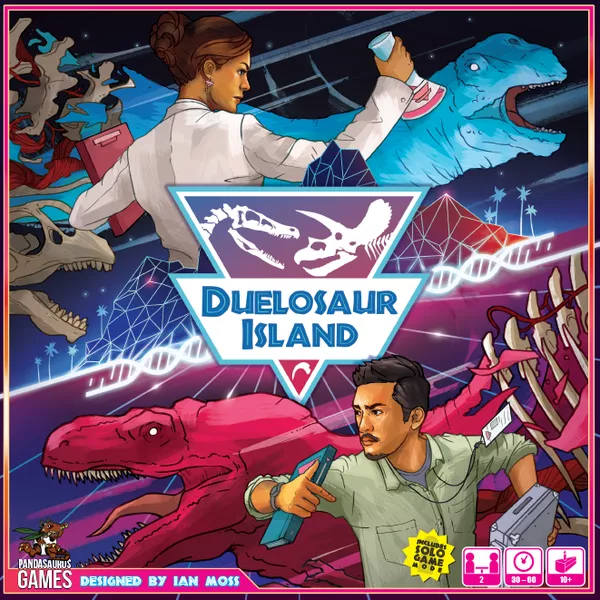 DUELOSAUR
ISLAND
INCLUDES
SOLO
GAME
MODE
PANDASAURUS
GAMES
DESIGNED BY IAN MOSS
2
30-60
10+